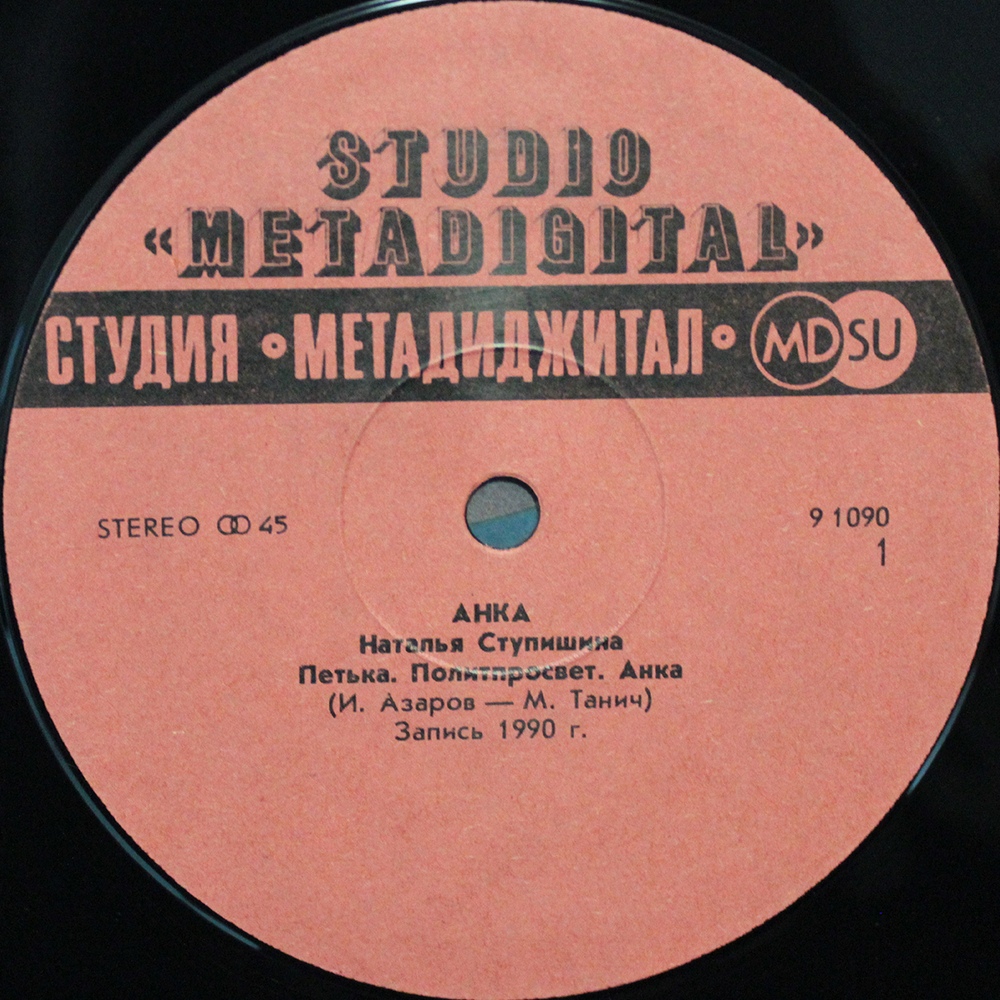 STUDIO
«METADIGITAL»
СТУДИЯ • МЕТАДИДЖИТАЛ • MDSU
STEREO ꝏ 45
9 1090
1
АНКА
Наталья Ступишина
Петька. Политпросвет. Анка
(И. Азаров — М. Танич)
Запись 1990 г.